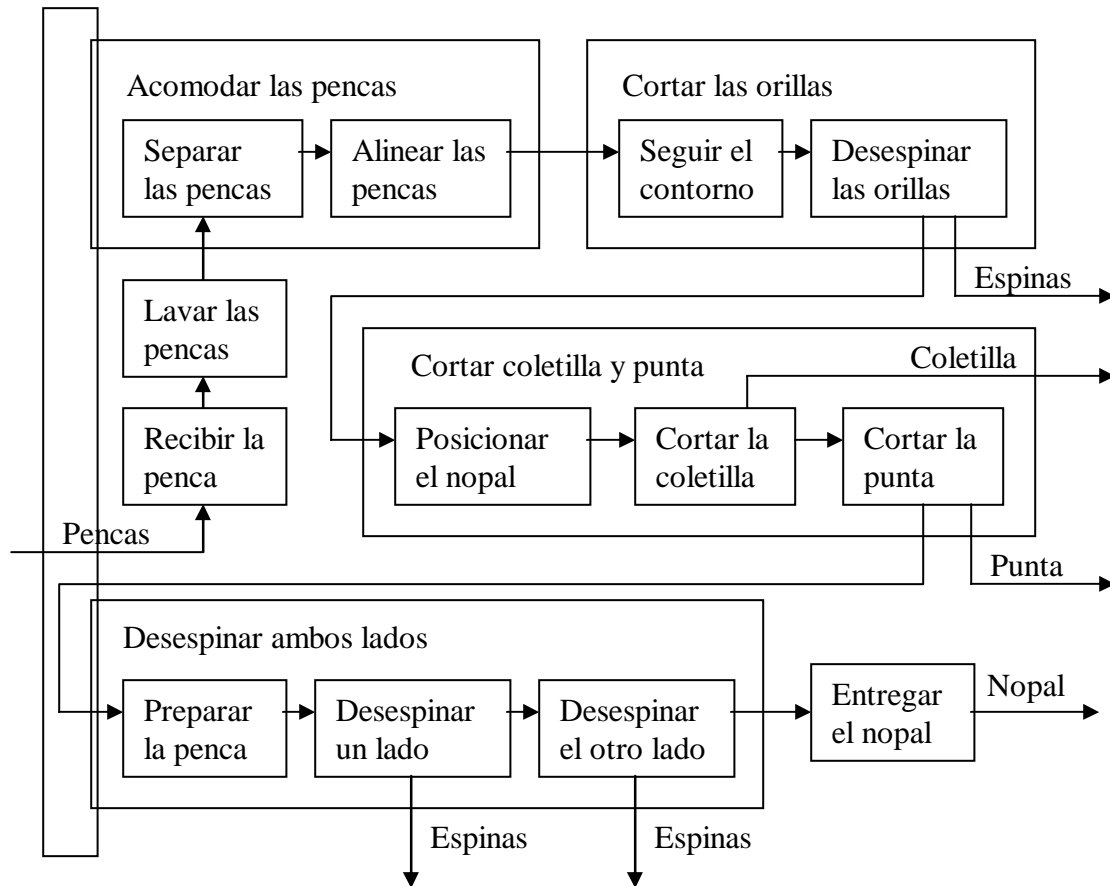 Acomodar las pencas
Separar
las pencas
Alinear las
pencas
Cortar las orillas
Seguir el
contorno
Desespinar
las orillas
Espinas
Lavar las
pencas
Recibir la
penca
Pencas
Cortar coletilla y punta
Coletilla
Posicionar
el nopal
Cortar la
coletilla
Cortar la
punta
Punta
Desespinar ambos lados
Preparar
la penca
Desespinar
un lado
Desespinar
el otro lado
Entregar
el nopal
Nopal
Espinas
Espinas